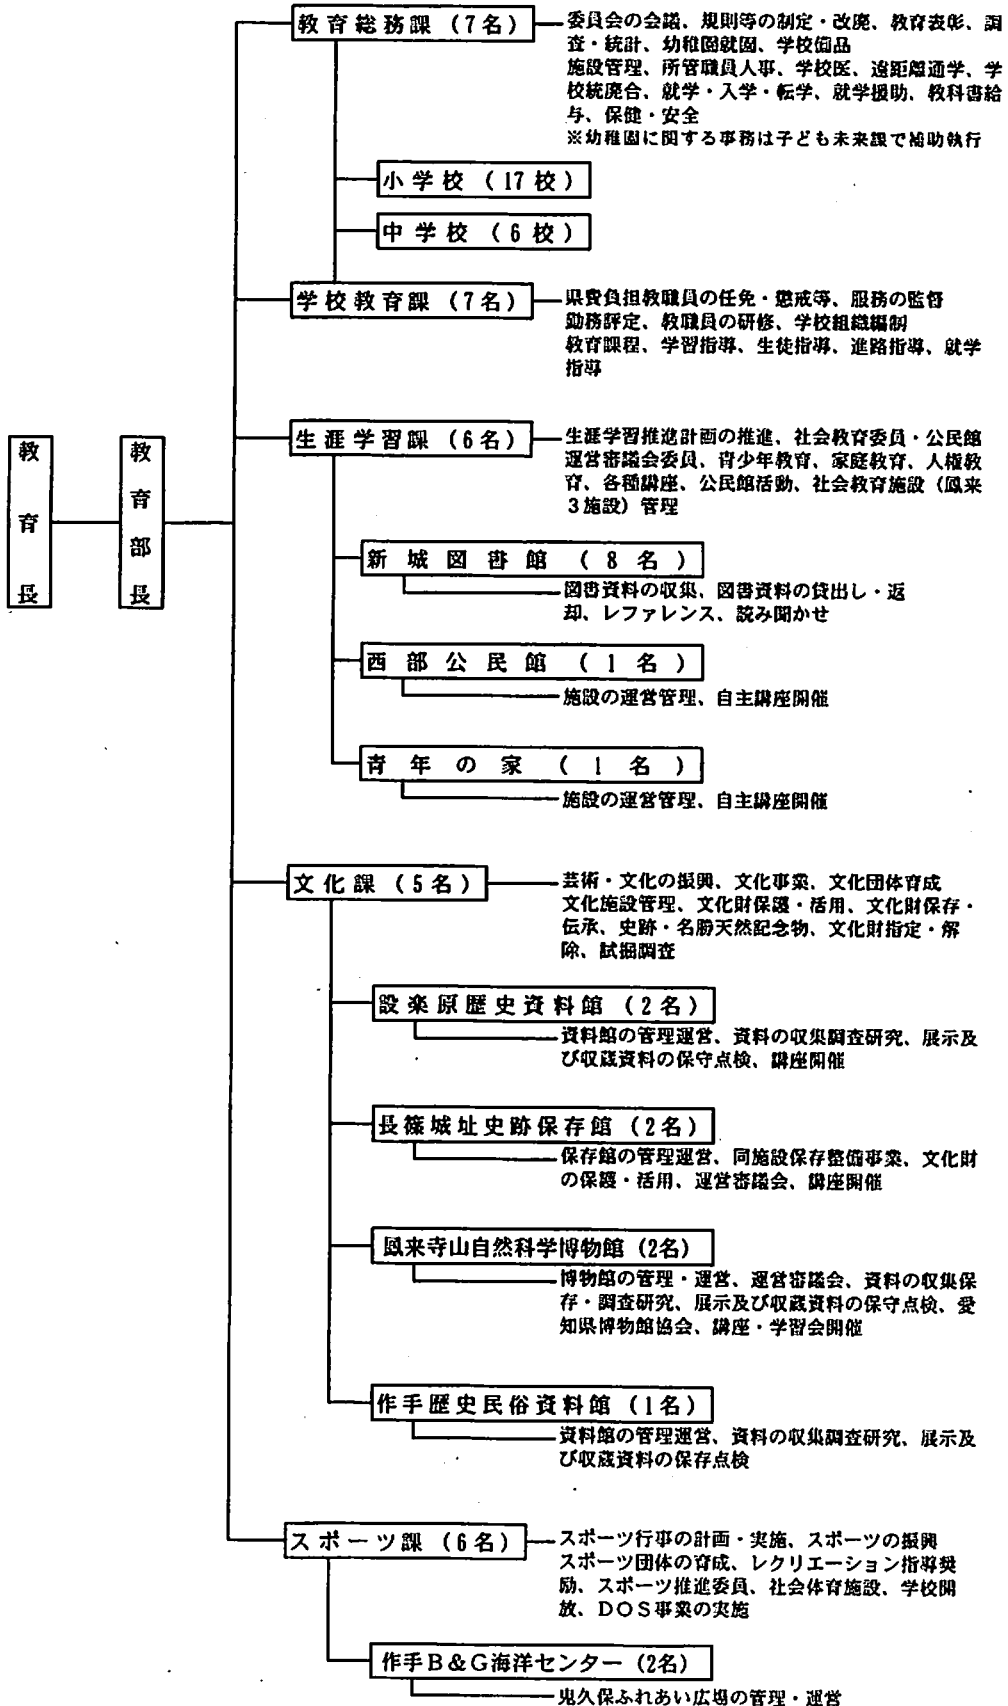 教育長
教育部長
教育総務課（7名）
委員会の会議、規則等の制定・改廃、教育表彰、調
査・統計、幼稚園就園、学校備品
施設管理、所管職員人事、学校医、遠距離通学、学
校統廃合、就学・入学・転学、就学援助、教科書給
与、保健・安全
※幼稚園に関する事務は子ども未来課で補助執行
小学校（17校）
中学校（6校）
学校教育課（7名）
県費負担教職員の任免・懲戒等、服務の監督
勤務評定、教職員の研修、学校組織編制
教育課程、学習指導、生徒指導、進路指導、就学
指導
生涯学習課（6名）
生涯学習推進計画の推進、社会教育委員・公民館
運営審議会委員、青少年教育、家庭教育、人権教
育、各種講座、公民館活動、社会教育施設（鳳来
3施設）管理
新城図書館（8名）
図書資料の収集、図書資料の貸出し・返
却、レファレンス、読み聞かせ
西部公民館（1名）
施設の運営管理、自主講座開催
青年の家（1名）
施設の運営管理、自主講座開催
文化課（5名）
芸術・文化の振興、文化事業、文化団体育成
文化施設管理、文化財保護・活用、文化財保存・
伝承、史跡・名勝天然記念物、文化財指定・解
除、試掘調査
設楽原歴史資料館（2名）
資料館の管理運営、資料の収集調査研究、展示及
び収蔵資料の保守点検、講座開催
長篠城址史跡保存館（2名）
保存館の管理運営、同施設保存整備事業、文化財
の保護・活用、運営審議会、講座開催
鳳来寺山自然科学博物館（2名）
博物館の管理・運営、運営審議会、資料の収集保
存・調査研究、展示及び収蔵資料の保守点検、愛
知県博物館協会、講座・学習会開催
作手歴史民俗資料館（1名）
資料館の管理運営、資料の収集調査研究、展示及
び収蔵資料の保存点検
スポーツ課（6名）
スポーツ行事の計画・実施、スポーツの振興
スポーツ団体の育成、レクリエーション指導奨
励、スポーツ推進委員、社会体育施設、学校開
放、DOS事業の実施
作手B&G海洋センター（2名）
鬼久保ふれあい広場の管理・運営